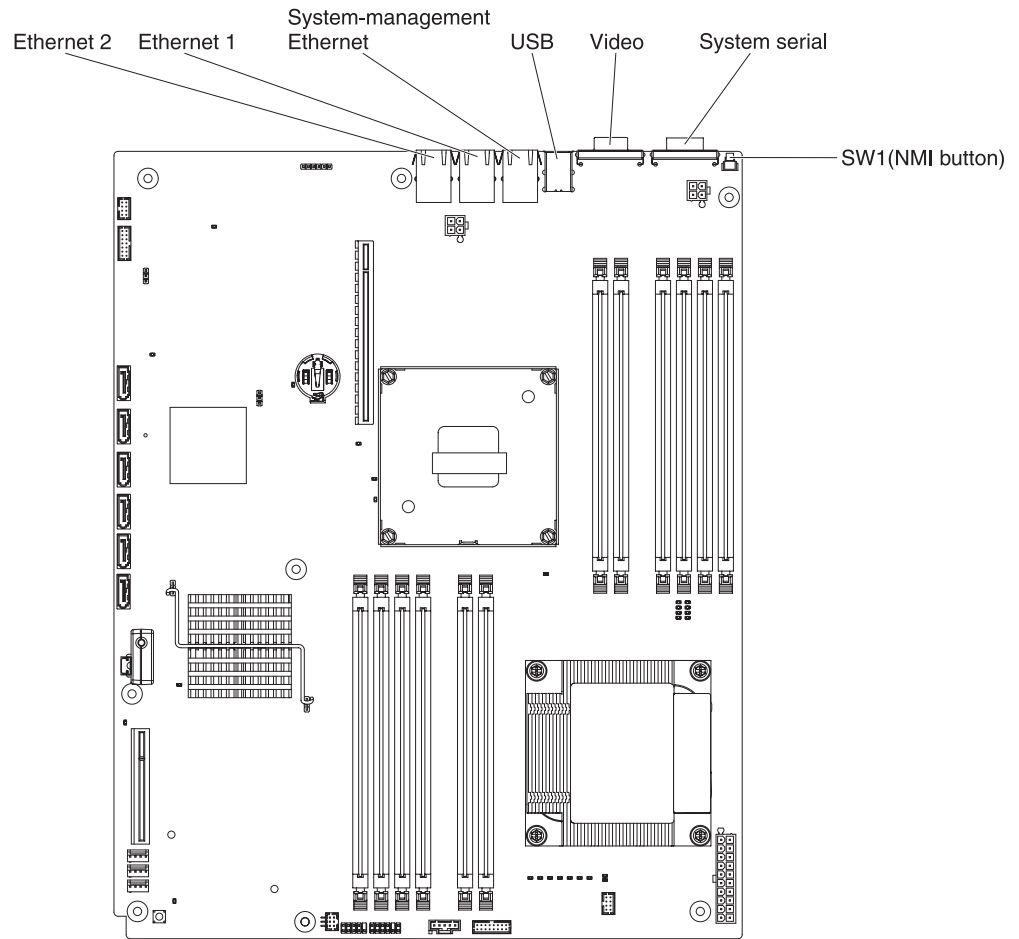 System-management
Ethernet 2 Ethernet 1 Ethernet USB Video System serial
SW1(NMI button)